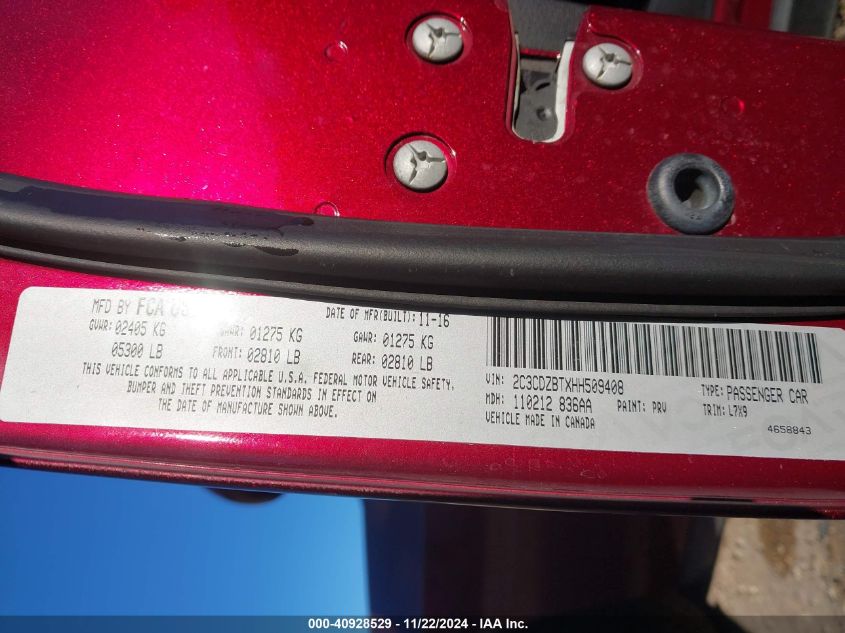 MFD BY FCA US
DATE OF MFR(BUILT): 11-16
GVWR: 02405 KG
GAWR: 01275 KG
GAWR: 01275 KG
05300 LB
FRONT: 02810 LB
REAR: 02810 LB
THIS VEHICLE CONFORMS TO ALL APPLICABLE U.S.A. FEDERAL MOTOR VEHICLE SAFETY,
BUMPER AND THEFT PREVENTION STANDARDS IN EFFECT ON
THE DATE OF MANUFACTURE SHOWN ABOVE.
VIN: 2C3CDZBTXHH509408
TYPE: PASSENGER CAR
MDH: 110212 836AA
PAINT: PRV
TRIM: L7X9
VEHICLE MADE IN CANADA
4658843
000-40928529 - 11/22/2024 - IAA Inc.